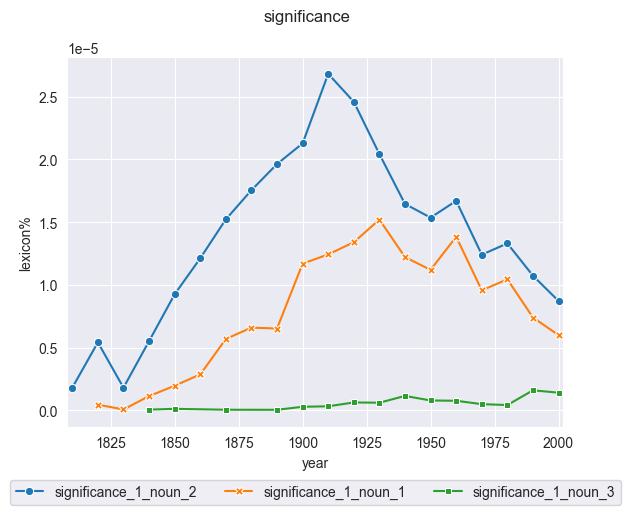 significance
1e−5
2.5
2.0
1.5
1.0
0.5
0.0
lexicon%
1825 1850 1875 1900 1925 1950 1975 2000
year
significance_1_noun_2 significance_1_noun_1 significance_1_noun_3